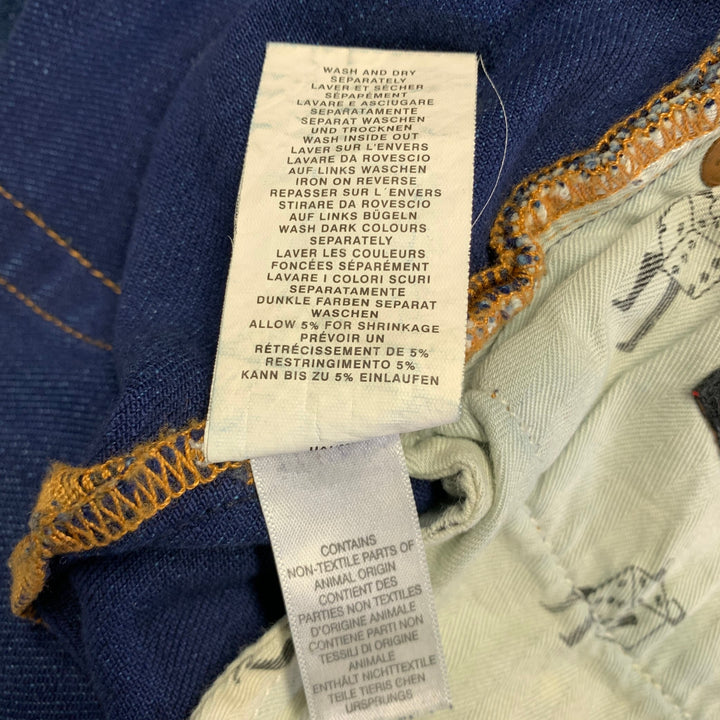 WASH AND DRY
SEPARATELY
LAVER ET SÉCHER
SÉPAPÉMENT
LAVARE E ASCIUGARE
SEPARATAMENTE
SEPARAT WASCHEN
UND TROCKNEN
WASH INSIDE OUT
LAVER SUR L'ENVERS
LAVARE DA ROVESCIO
AUF LINKS WASCHEN
IRON ON REVERSE
REPASSER SUR L´ENVERS
STIRARE DA ROVESCIO
AUF LINKS BÜGELN
WASH DARK COLOURS
SEPARATELY
LAVER LES COULEURS
FONCÉES SÉPARÉMENT
LAVARE I COLORI SCURI
SEPARATAMENTE
DUNKLE FARBEN SEPARAT
WASCHEN
ALLOW 5% FOR SHRINKAGE
PRÉVOIR UN
RÉTRÉCISSEMENT DE 5%
RESTRINGIMENTO 5%
KANN BIS ZU 5% EINLAUFEN
CONTAINS
NON-TEXTILE PARTS OF
ANIMAL ORIGIN
CONTIENT DES
PARTIES NON TEXTILES
D'ORIGINE ANIMALE
CONTIENE PARTI NON
TESSILI DI ORIGINE
ANIMALE
ENTHÄLT NICHTTEXTILE
TEILE TIERIS CHEN
URSPRUNGS